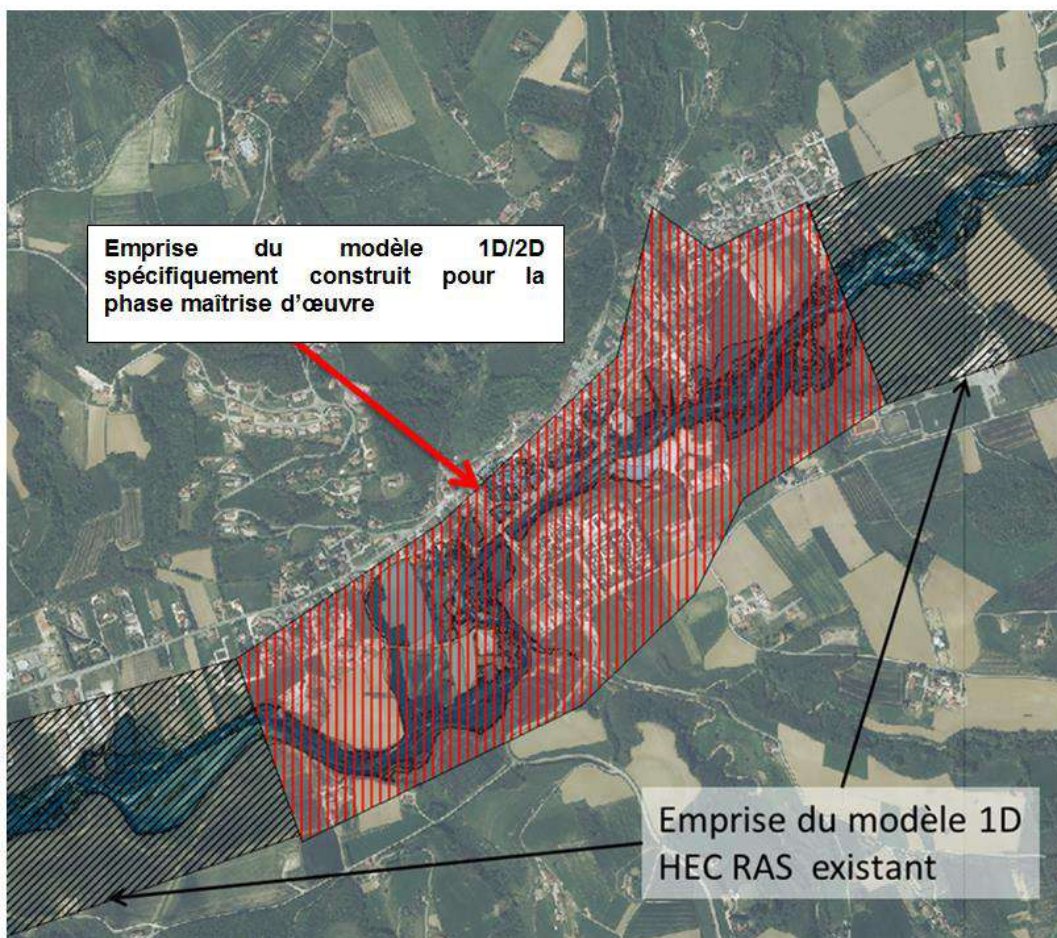 Emprise du modèle 1D/2D
spécifiquement construit pour la
phase maîtrise d’œuvre
Emprise du modèle 1D
HEC RAS existant